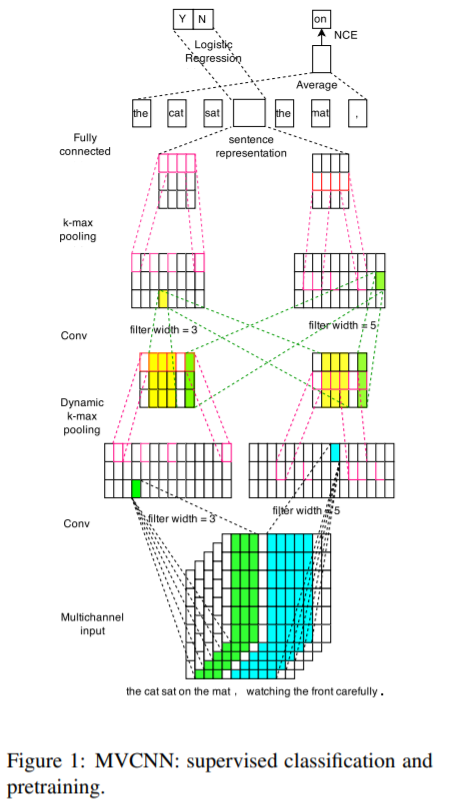 Y N
on
NCE
Logistic
Regression
Average
the cat sat the mat ,
sentence
representation
Fully
connected
k-max
pooling
filter width = 3
filter width = 5
Conv
Dynamic
k-max
pooling
filter width = 3
filter width = 5
Conv
Multichannel
input
the cat sat on the mat , watching the front carefully .
Figure 1: MVCNN: supervised classification and
pretraining.